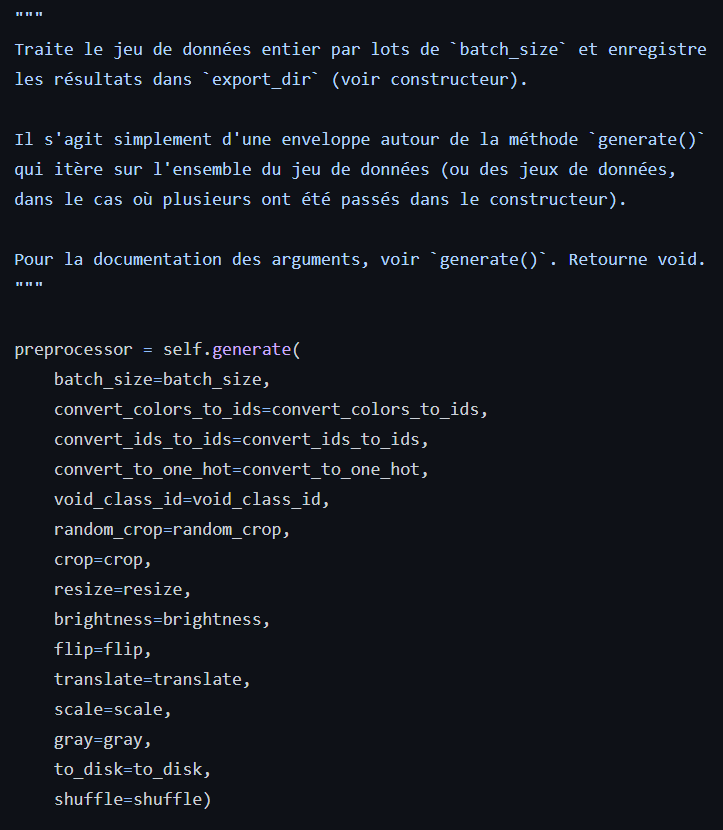 """
Traite le jeu de données entier par lots de `batch_size` et enregistre
les résultats dans `export_dir` (voir constructeur).
Il s'agit simplement d'une enveloppe autour de la méthode `generate()`
qui itère sur l'ensemble du jeu de données (ou des jeux de données,
dans le cas où plusieurs ont été passés dans le constructeur).
Pour la documentation des arguments, voir `generate()`. Retourne void.
"""
preprocessor = self.generate(
    batch_size=batch_size,
    convert_colors_to_ids=convert_colors_to_ids,
    convert_ids_to_ids=convert_ids_to_ids,
    convert_to_one_hot=convert_to_one_hot,
    void_class_id=void_class_id,
    random_crop=random_crop,
    crop=crop,
    resize=resize,
    brightness=brightness,
    flip=flip,
    translate=translate,
    scale=scale,
    gray=gray,
    to_disk=to_disk,
    shuffle=shuffle)